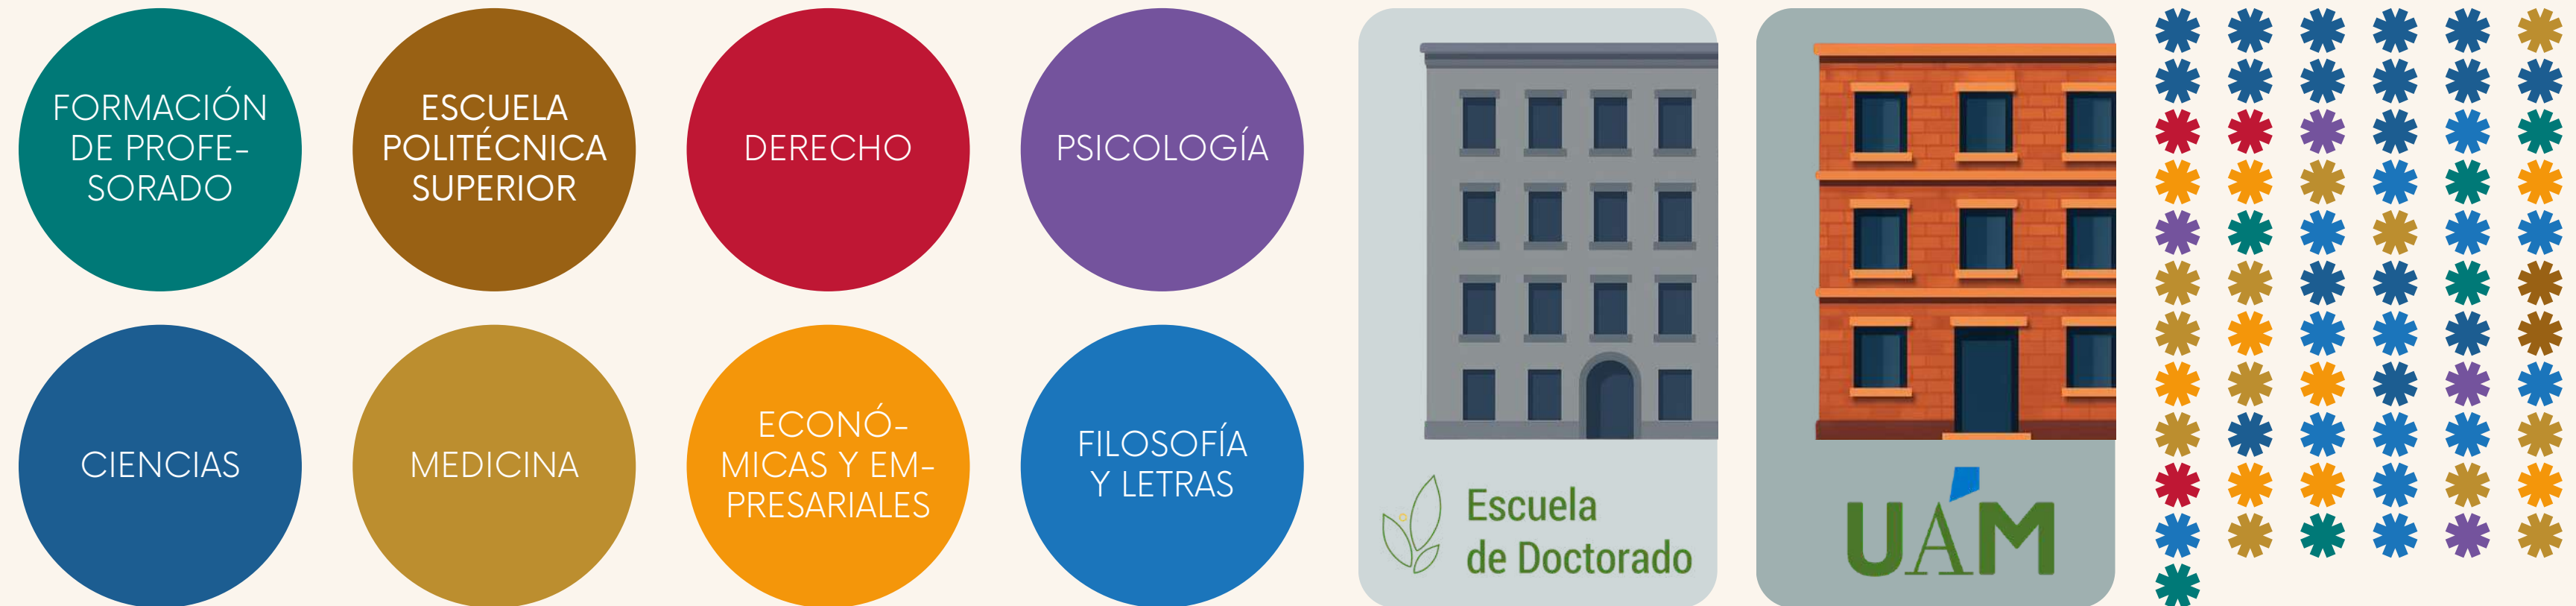 FORMACIÓN
DE PROFE-
SORADO
ESCUELA
POLITÉCNICA
SUPERIOR
DERECHO
PSICOLOGÍA
CIENCIAS
MEDICINA
ECONÓ-
MICAS Y EM-
PRESARIALES
FILOSOFÍA
Y LETRAS
Escuela
de Doctorado
UAM